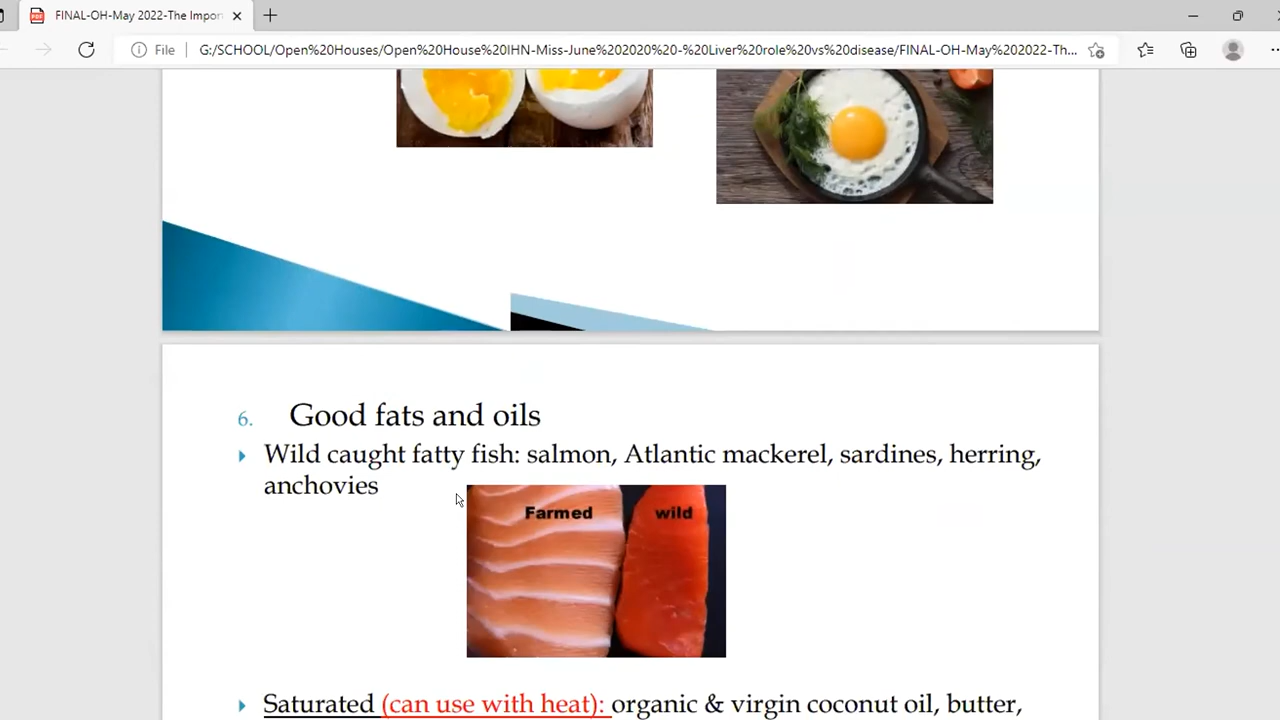 FINAL-OH-May 2022-The Impor
File G:/SCHOOL/Open%20Houses/Open%20House%20IHN-Miss-June%202020%20-%20Liver%20role%20vs%20disease/FINAL-OH-May%202022-Th...
6. Good fats and oils
Wild caught fatty fish: salmon, Atlantic mackerel, sardines, herring,
anchovies
Farmed wild
Saturated (can use with heat): organic & virgin coconut oil, butter,